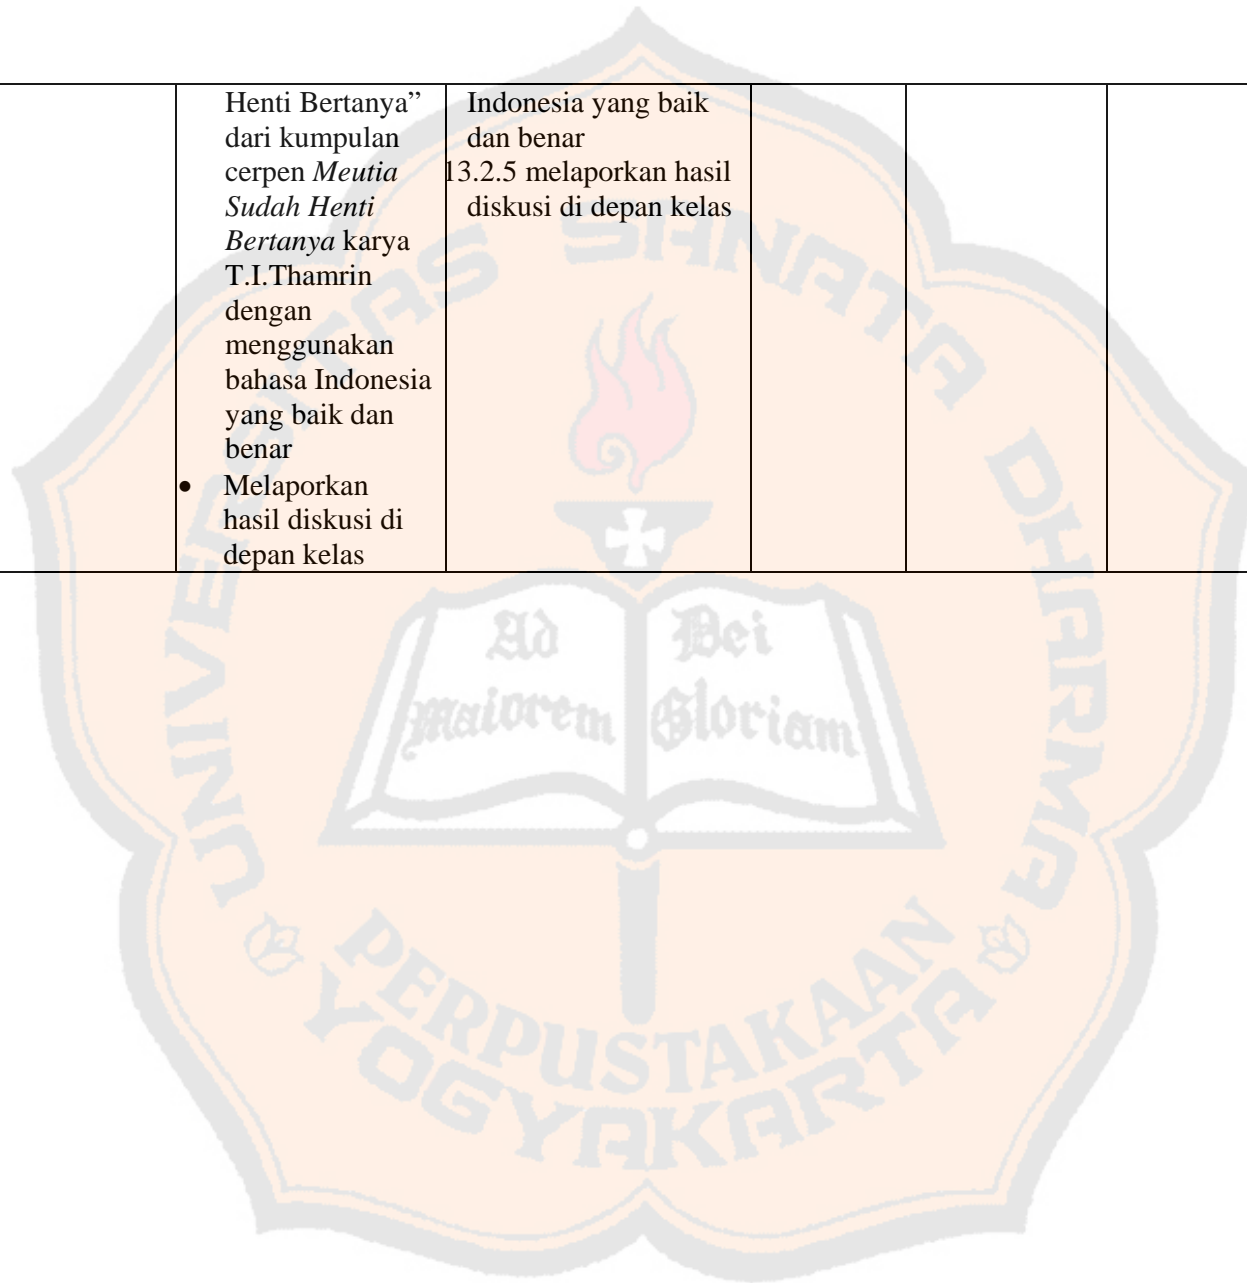 Henti Bertanya”
dari kumpulan
cerpen Meutia
Sudah Henti
Bertanya karya
T.I.Thamrin
dengan
menggunakan
bahasa Indonesia
yang baik dan
benar
• Melaporkan
hasil diskusi di
depan kelas
Indonesia yang baik
dan benar
13.2.5 melaporkan hasil
diskusi di depan kelas
UNIVERSITAS SANATA DHARMA
Ad
Maiorem
Dei
Gloriam
PERPUSTAKAAN
YOGYAKARTA